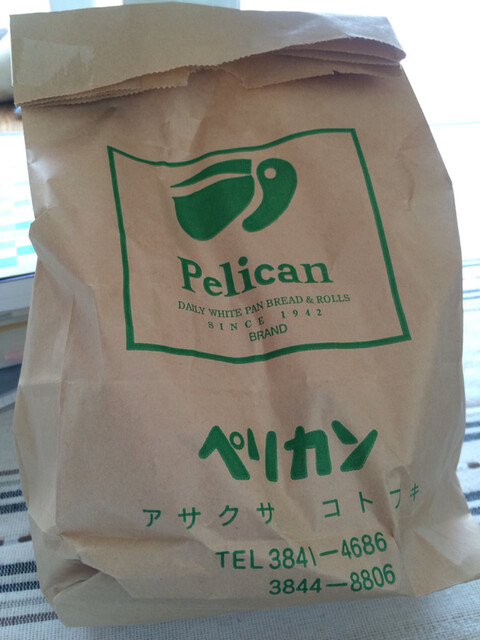 Pelican
DAILY WHITE PAN BREAD & ROLLS
SINCE 1942
BRAND
ペリカン
アサクサ コトブキ
TEL 3841-4686
3844-8806